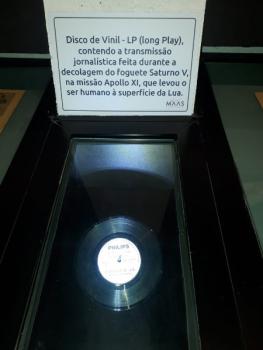 Disco de Vinil - LP (long Play),
contendo a transmissão
jornalística feita durante a
decolagem do foguete Saturno V,
na missão Apollo XI, que levou o
ser humano à superfície da Lua.
MAAS
PHILIPS